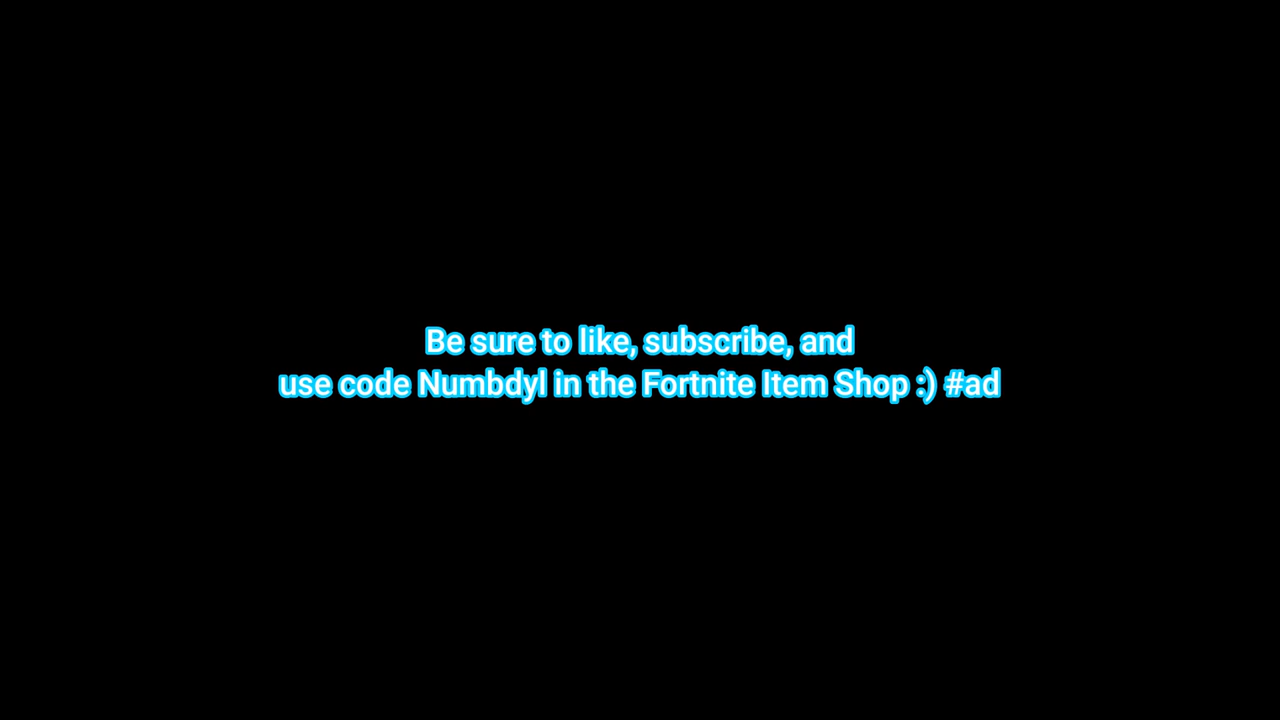 Be sure to like, subscribe, and
use code Numbdyl in the Fortnite Item Shop :) #ad